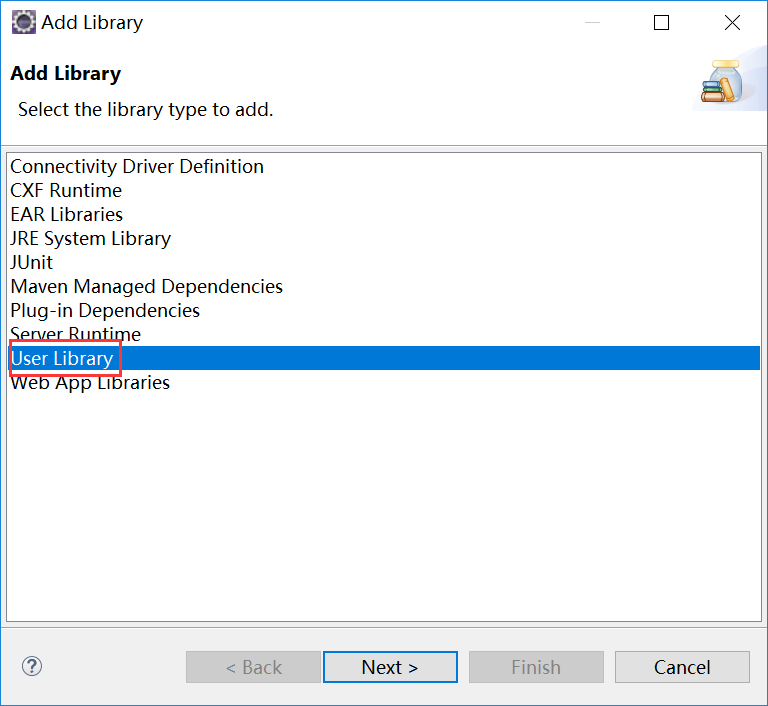 Add Library
Add Library
Select the library type to add.
Connectivity Driver Definition
CXF Runtime
EAR Libraries
JRE System Library
JUnit
Maven Managed Dependencies
Plug-in Dependencies
Server Runtime
User Library
Web App Libraries
? < Back Next > Finish Cancel